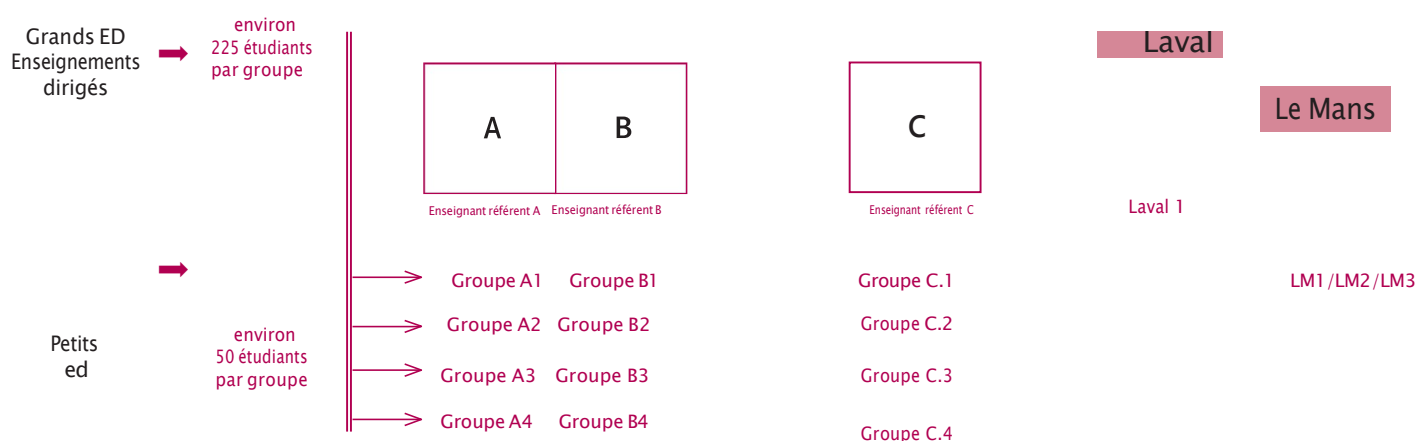 Grands ED
Enseignements
dirigés
environ
225 étudiants
par groupe
A
B
C
Laval
Le Mans
Enseignant référent A
Enseignant référent B
Enseignant référent C
Laval 1
Groupe A1
Groupe B1
Groupe C.1
LM1/LM2/LM3
Petits
ed
environ
50 étudiants
par groupe
Groupe A2
Groupe B2
Groupe C.2
Groupe A3
Groupe B3
Groupe C.3
Groupe A4
Groupe B4
Groupe C.4